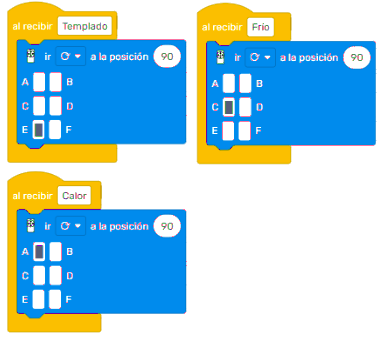 al recibir Templado
ir a la posición 90
A B
C D
E F
al recibir Frío
ir a la posición 90
A B
C D
E F
al recibir Calor
ir a la posición 90
A B
C D
E F